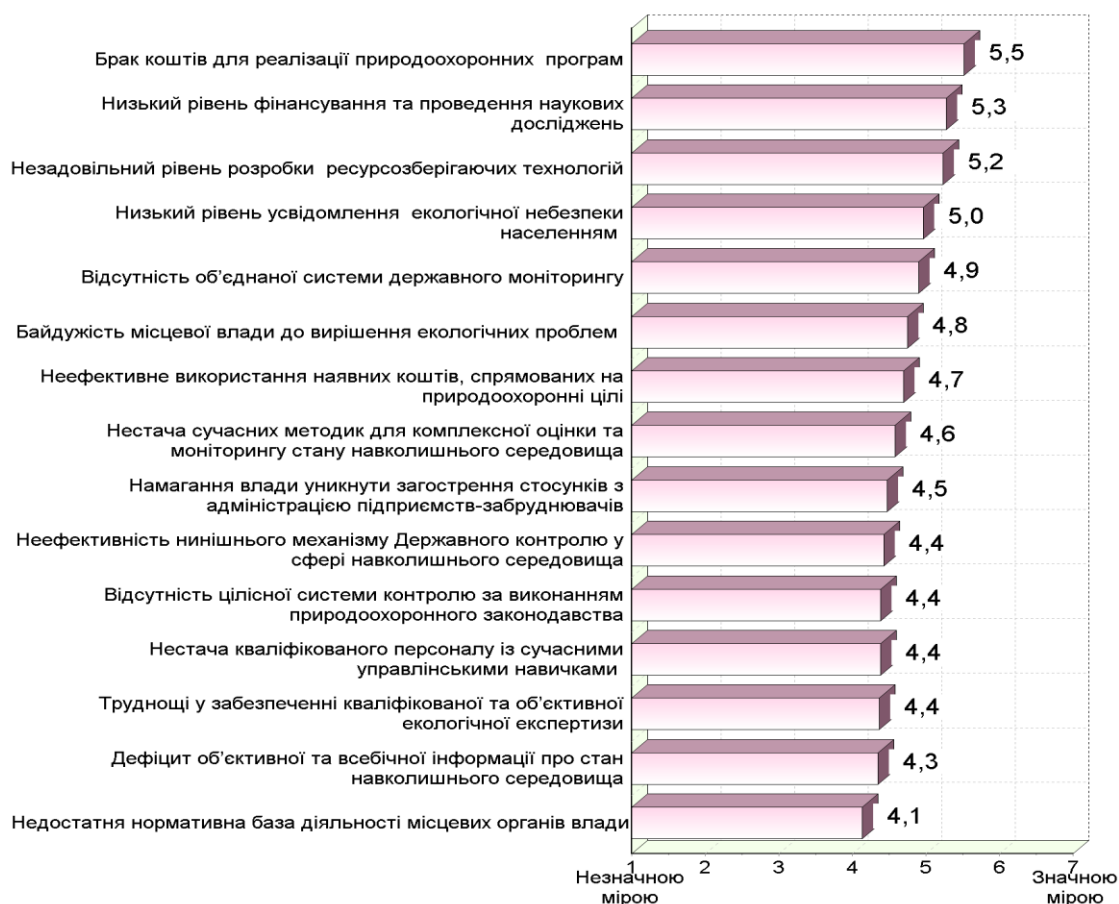 Брак коштів для реалізації природоохоронних програм
5,5
Низький рівень фінансування та проведення наукових
досліджень
5,3
Незадовільний рівень розробки ресурсозберігаючих технологій
5,2
Низький рівень усвідомлення екологічної небезпеки
населенням
5,0
Відсутність об’єднаної системи державного моніторингу
4,9
Байдужість місцевої влади до вирішення екологічних проблем
4,8
Неефективне використання наявних коштів, спрямованих на
природоохоронні цілі
4,7
Нестача сучасних методик для комплексної оцінки та
моніторингу стану навколишнього середовища
4,6
Намагання влади уникнути загострення стосунків з
адміністрацією підприємств-забруднювачів
4,5
Неефективність нинішнього механізму Державного контролю у
сфері навколишнього середовища
4,4
Відсутність цілісної системи контролю за виконанням
природоохоронного законодавства
4,4
Нестача кваліфікованого персоналу із сучасними
управлінськими навичками
4,4
Труднощі у забезпеченні кваліфікованої та об’єктивної
екологічної експертизи
4,4
Дефіцит об’єктивної та всебічної інформації про стан
навколишнього середовища
4,3
Недостатня нормативна база діяльності місцевих органів влади
4,1
1 2 3 4 5 6 7
Незначною
мірою
Значною
мірою